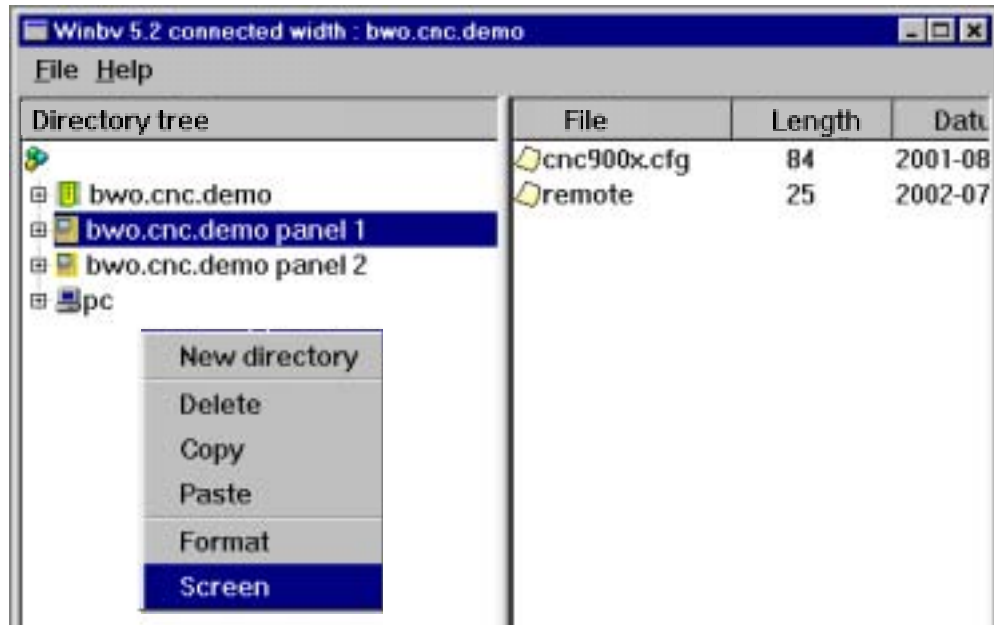 Winbv 5.2 connected width : bwo.cnc.demo
File Help
Directory tree
File Length Datu
cnc900x.cfg 84 2001-08
remote 25 2002-07
bwo.cnc.demo
bwo.cnc.demo panel 1
bwo.cnc.demo panel 2
pc
New directory
Delete
Copy
Paste
Format
Screen